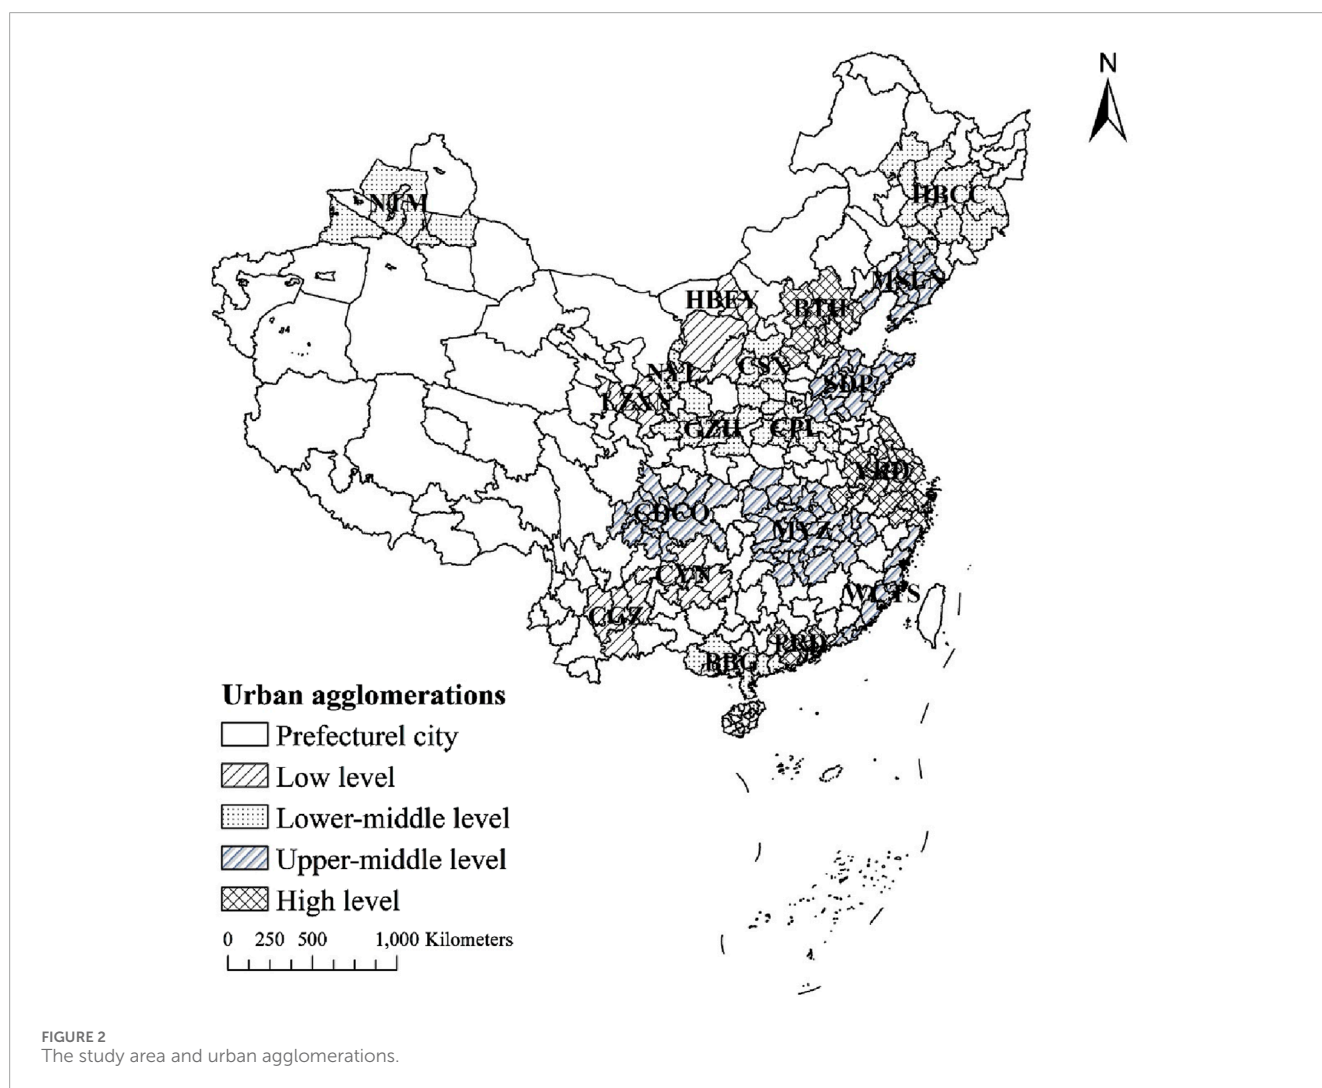 N
HBCC
NTM
MSLN
HBEY
BTH
CSX
NYL
SDP
LZXN
GZH
CPL
YRD
CDCQ
MYZ
CYN
WCTS
CGZ
PRD
BBG
Urban agglomerations
Prefecturel city
Low level
Lower-middle level
Upper-middle level
High level
0 250 500 1,000 Kilometers
FIGURE 2
The study area and urban agglomerations.